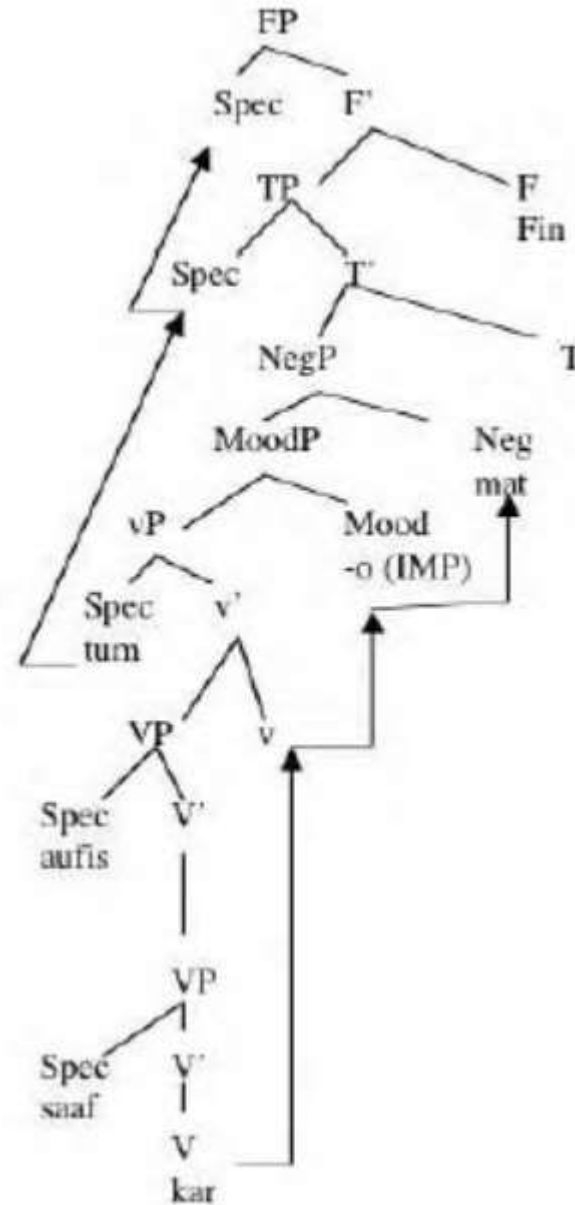 FP
Spec F'
TP F
Fin
Spec T'
NegP T
MoodP Neg
mat
vP Mood
-o (IMP)
Spec v'
tum
VP v
Spec V'
aufis
VP
Spec V'
saaf
V
kar